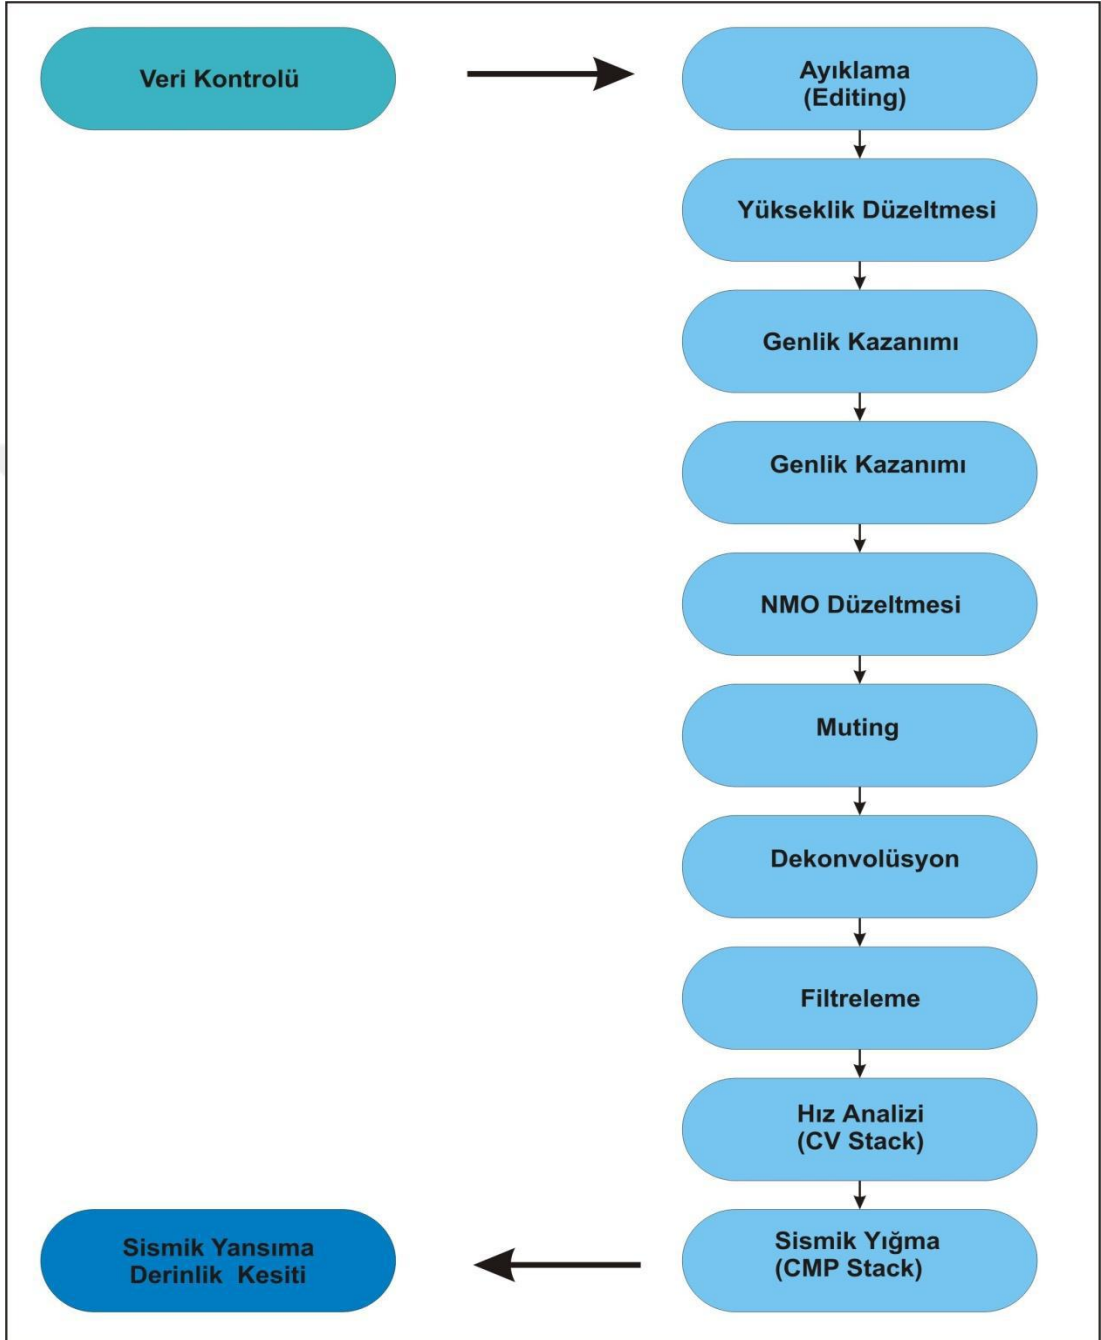 Veri Kontrolü
Ayıklama
(Editing)
Yükseklik Düzeltmesi
Genlik Kazanımı
Genlik Kazanımı
NMO Düzeltmesi
Muting
Dekonvolüsyon
Filtreleme
Hız Analizi
(CV Stack)
Sismik Yığma
(CMP Stack)
Sismik Yansıma
Derinlik Kesiti